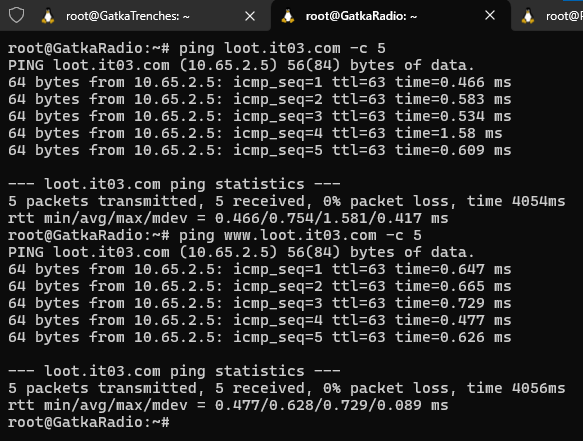 root@GatkaTrenches: ~
root@GatkaRadio: ~
root@P
root@GatkaRadio:~# ping loot.it03.com -c 5
PING loot.it03.com (10.65.2.5) 56(84) bytes of data.
64 bytes from 10.65.2.5: icmp_seq=1 ttl=63 time=0.466 ms
64 bytes from 10.65.2.5: icmp_seq=2 ttl=63 time=0.583 ms
64 bytes from 10.65.2.5: icmp_seq=3 ttl=63 time=0.534 ms
64 bytes from 10.65.2.5: icmp_seq=4 ttl=63 time=1.58 ms
64 bytes from 10.65.2.5: icmp_seq=5 ttl=63 time=0.609 ms
--- loot.it03.com ping statistics ---
5 packets transmitted, 5 received, 0% packet loss, time 4054ms
rtt min/avg/max/mdev = 0.466/0.754/1.581/0.417 ms
root@GatkaRadio:~# ping www.loot.it03.com -c 5
PING loot.it03.com (10.65.2.5) 56(84) bytes of data.
64 bytes from 10.65.2.5: icmp_seq=1 ttl=63 time=0.647 ms
64 bytes from 10.65.2.5: icmp_seq=2 ttl=63 time=0.665 ms
64 bytes from 10.65.2.5: icmp_seq=3 ttl=63 time=0.729 ms
64 bytes from 10.65.2.5: icmp_seq=4 ttl=63 time=0.477 ms
64 bytes from 10.65.2.5: icmp_seq=5 ttl=63 time=0.626 ms
--- loot.it03.com ping statistics ---
5 packets transmitted, 5 received, 0% packet loss, time 4056ms
rtt min/avg/max/mdev = 0.477/0.628/0.729/0.089 ms
root@GatkaRadio:~#